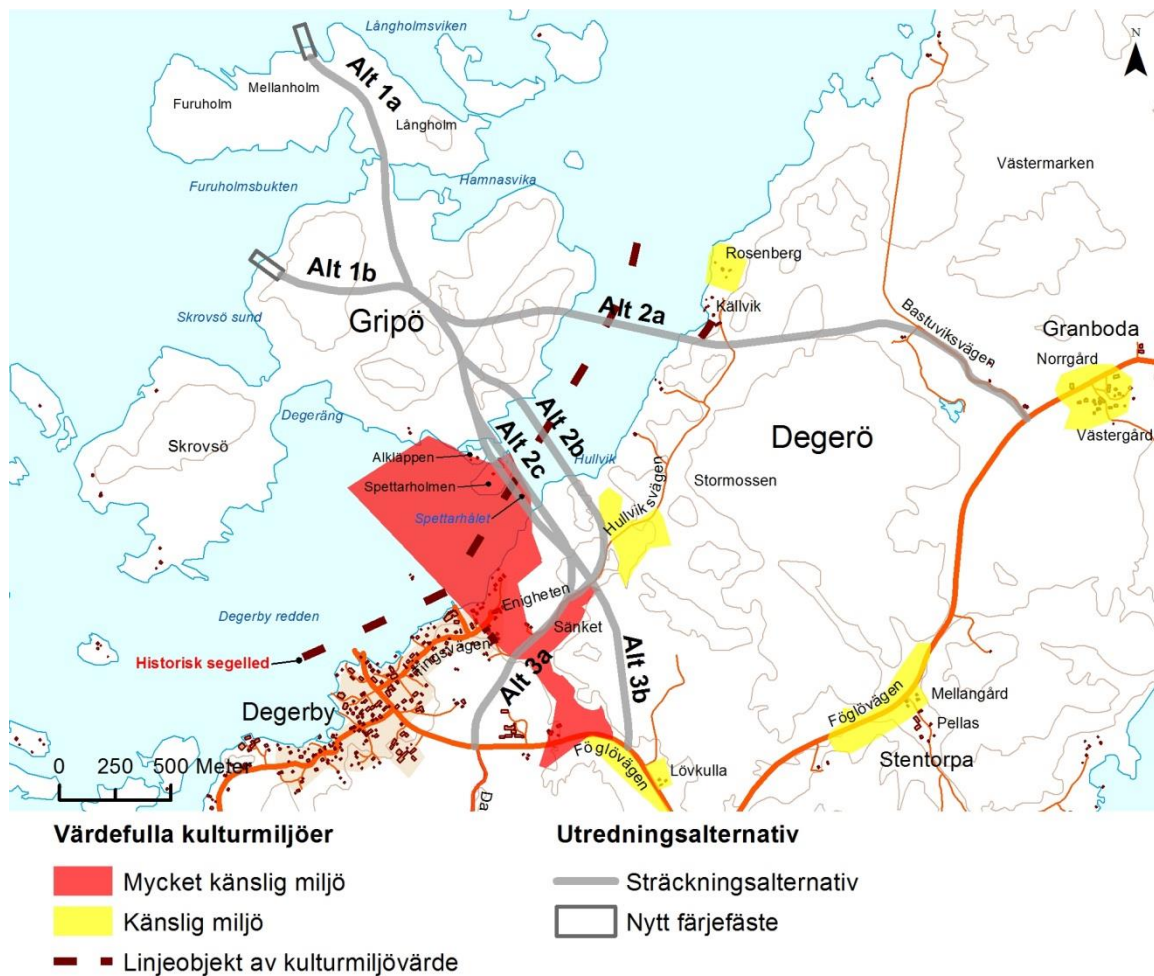 Långholmsviken
N
Alt 1a
Mellanholm
Furuholm
Långholm
Västermarken
Furuholmsbukten
Hamnasvika
Rosenberg
Alt 1b
Källvik
Alt 2a
Skrovsö sund
Gripö
Bastuviksvägen
Granboda
Norrgård
Degeräng
Alt 2b
Västergård
Skrovsö
Alt 2c
Hullvik
Degerö
Alkläppen
Spettarholmen
Hullviksvägen
Stormossen
Spettarhålet
Enigheten
Degerby redden
Sänket
Historisk segelled
Tingsvägen
Alt 3a
Alt 3b
Degerby
Föglövägen
Mellangård
Pellas
Föglövägen
Stentorpa
Lövkulla
0 250 500 Meter
Da
Värdefulla kulturmiljöer
Mycket känslig miljö
Känslig miljö
Linjeobjekt av kulturmiljövärde
Utredningsalternativ
Sträckningsalternativ
Nytt färjefäste